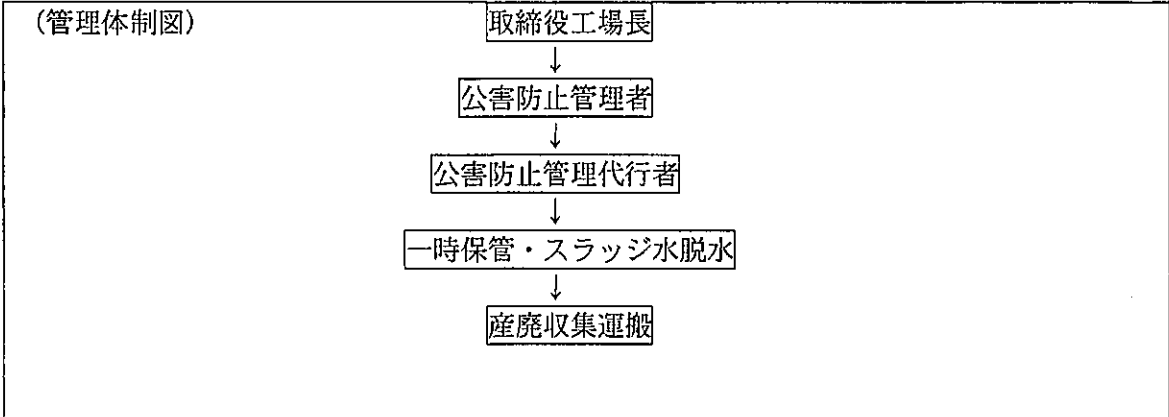 (管理体制図)
取締役工場長
↓
公害防止管理者
↓
公害防止管理代行者
↓
一時保管・スラッジ水脱水
↓
産廃収集運搬